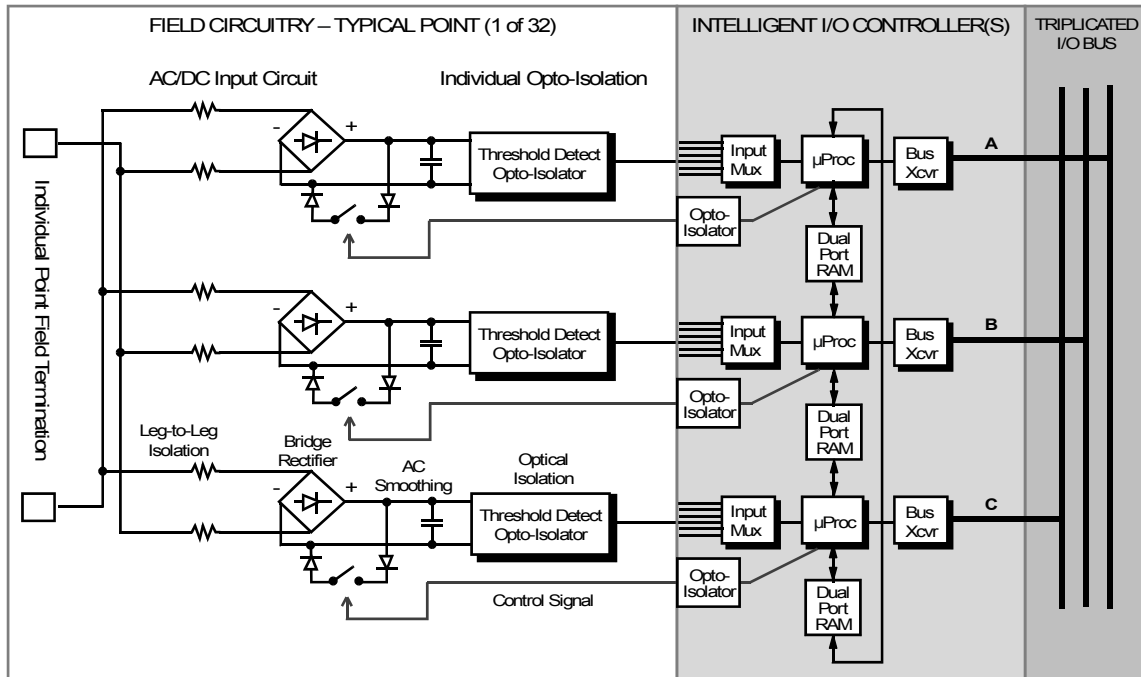 FIELD CIRCUITRY – TYPICAL POINT (1 of 32)
INTELLIGENT I/O CONTROLLER(S)
TRIPLICATED
I/O BUS
AC/DC Input Circuit
Individual Opto-Isolation
Individual Point Field Termination
-
+
Threshold Detect
Opto-Isolator
Input
Mux
µProc
Bus
Xcvr
A
Opto-
Isolator
Dual
Port
RAM
-
+
Threshold Detect
Opto-Isolator
Input
Mux
µProc
Bus
Xcvr
B
Opto-
Isolator
Dual
Port
RAM
Leg-to-Leg
Isolation
Bridge
Rectifier
AC
Smoothing
Optical
Isolation
-
+
Threshold Detect
Opto-Isolator
Input
Mux
µProc
Bus
Xcvr
C
Opto-
Isolator
Control Signal
Dual
Port
RAM